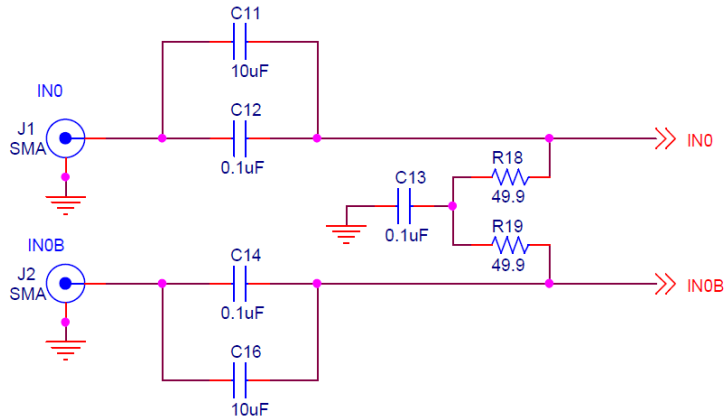 C11
10uF
IN0
J1
SMA
C12
0.1uF
IN0
R18
49.9
C13
0.1uF
R19
49.9
IN0B
J2
SMA
C14
0.1uF
IN0B
C16
10uF